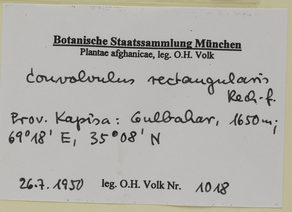 Botanische Staatssammlung München
Plantae afghanicae, leg. O.H. Volk
Convolvulus rectangularis
Rech. f.
Prov. Kapisa: Gulbahar, 1650 m;
69°18' E, 35°08' N
26.7.1950 leg. O.H. Volk Nr. 1018